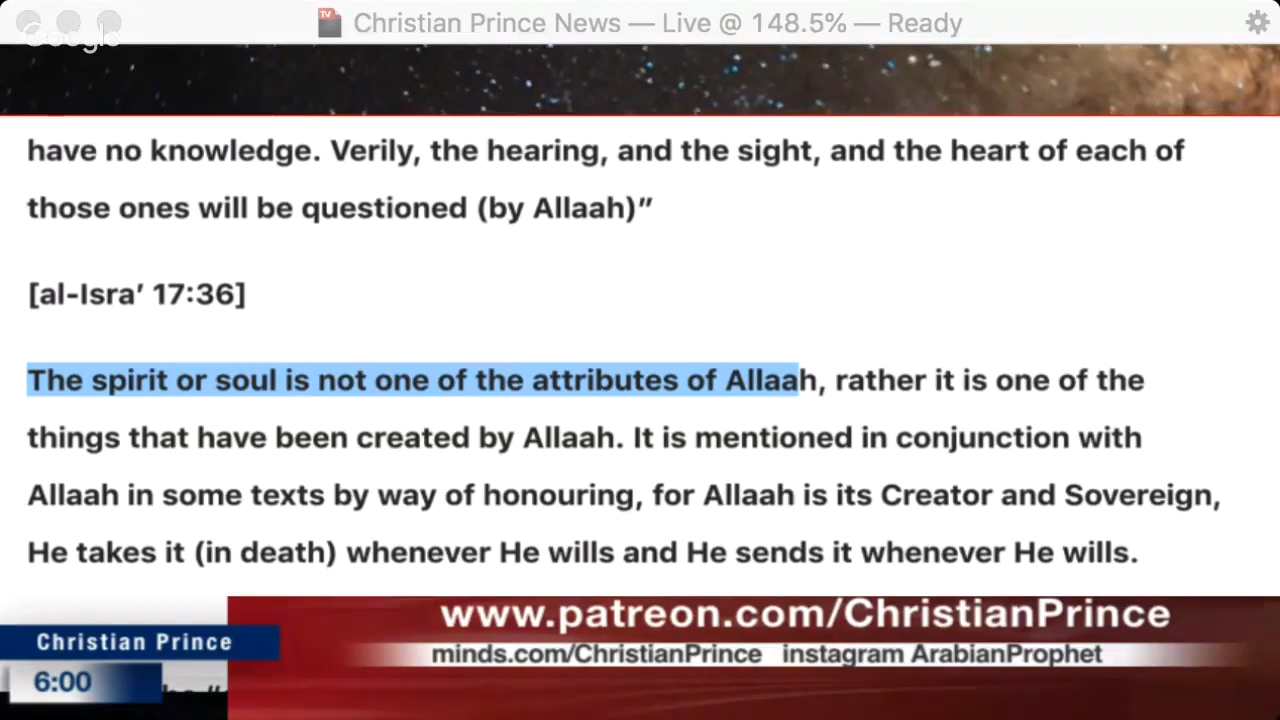 Christian Prince News — Live @ 148.5% — Ready
Google
have no knowledge. Verily, the hearing, and the sight, and the heart of each of
those ones will be questioned (by Allaah)”
[al-Isra’ 17:36]
The spirit or soul is not one of the attributes of Allaah, rather it is one of the
things that have been created by Allaah. It is mentioned in conjunction with
Allaah in some texts by way of honouring, for Allaah is its Creator and Sovereign,
He takes it (in death) whenever He wills and He sends it whenever He wills.
www.patreon.com/ChristianPrince
Christian Prince
minds.com/ChristianPrince instagram ArabianProphet
6:00